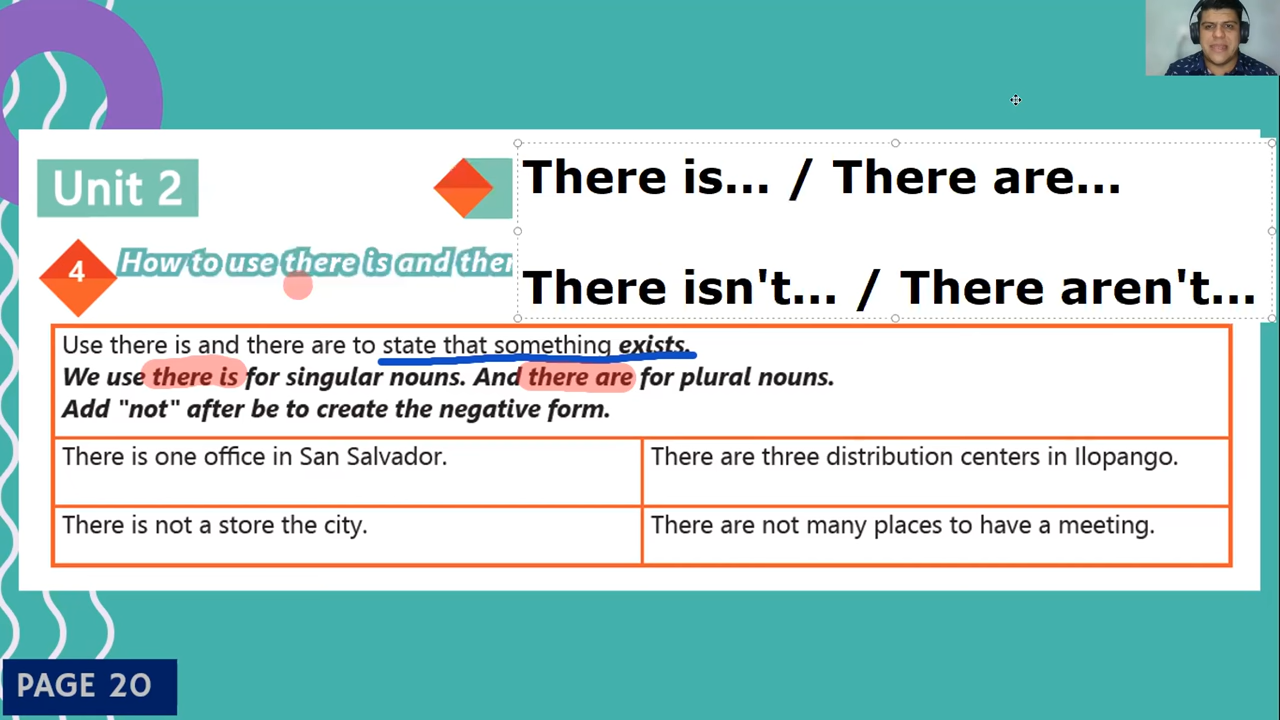 There is... / There are...
Unit 2
There isn't... / There aren't...
4
How to use there is and ther
Use there is and there are to state that something exists.
We use there is for singular nouns. And there are for plural nouns.
Add "not" after be to create the negative form.
There is one office in San Salvador.
There are three distribution centers in Ilopango.
There is not a store the city.
There are not many places to have a meeting.
PAGE 20